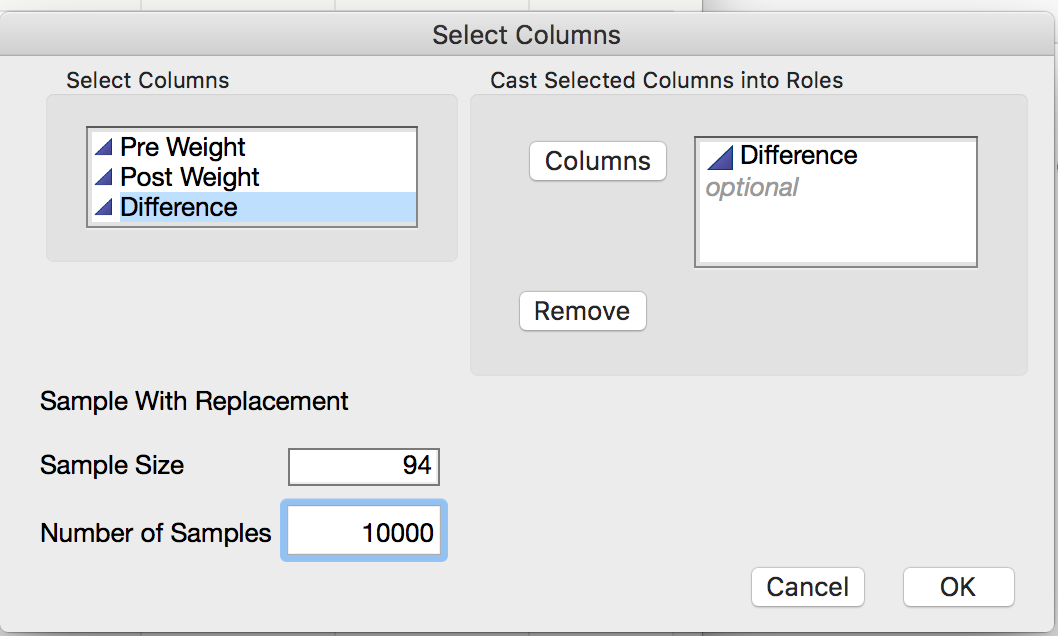 Select Columns
Select Columns
Pre Weight
Post Weight
Difference
Cast Selected Columns into Roles
Columns
Difference
optional
Remove
Sample With Replacement
Sample Size 94
Number of Samples 10000
Cancel OK